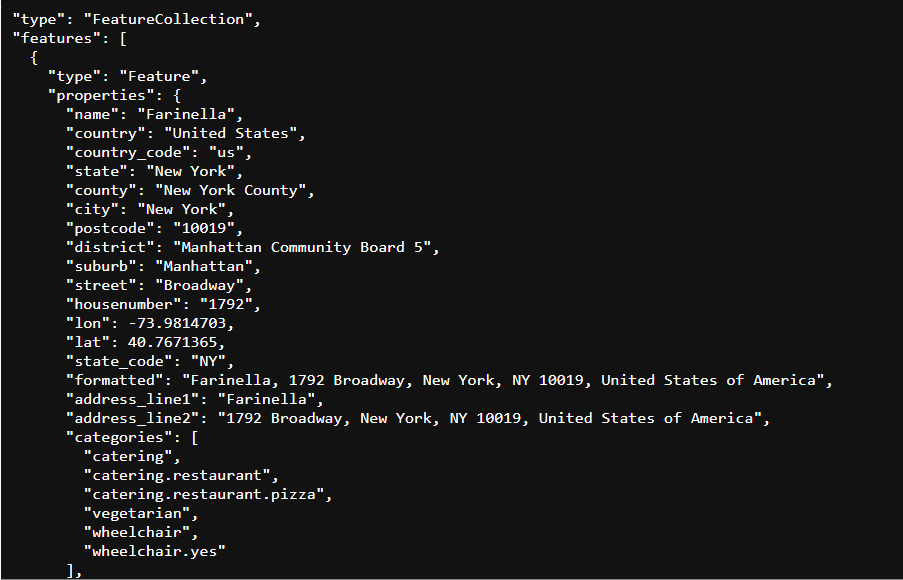 "type": "FeatureCollection",
"features": [
{
"type": "Feature",
"properties": {
"name": "Farinella",
"country": "United States",
"country_code": "us",
"state": "New York",
"county": "New York County",
"city": "New York",
"postcode": "10019",
"district": "Manhattan Community Board 5",
"suburb": "Manhattan",
"street": "Broadway",
"housenumber": "1792",
"lon": -73.9814703,
"lat": 40.7671365,
"state_code": "NY",
"formatted": "Farinella, 1792 Broadway, New York, NY 10019, United States of America",
"address_line1": "Farinella",
"address_line2": "1792 Broadway, New York, NY 10019, United States of America",
"categories": [
"catering",
"catering.restaurant",
"catering.restaurant.pizza",
"vegetarian",
"wheelchair",
"wheelchair.yes"
],